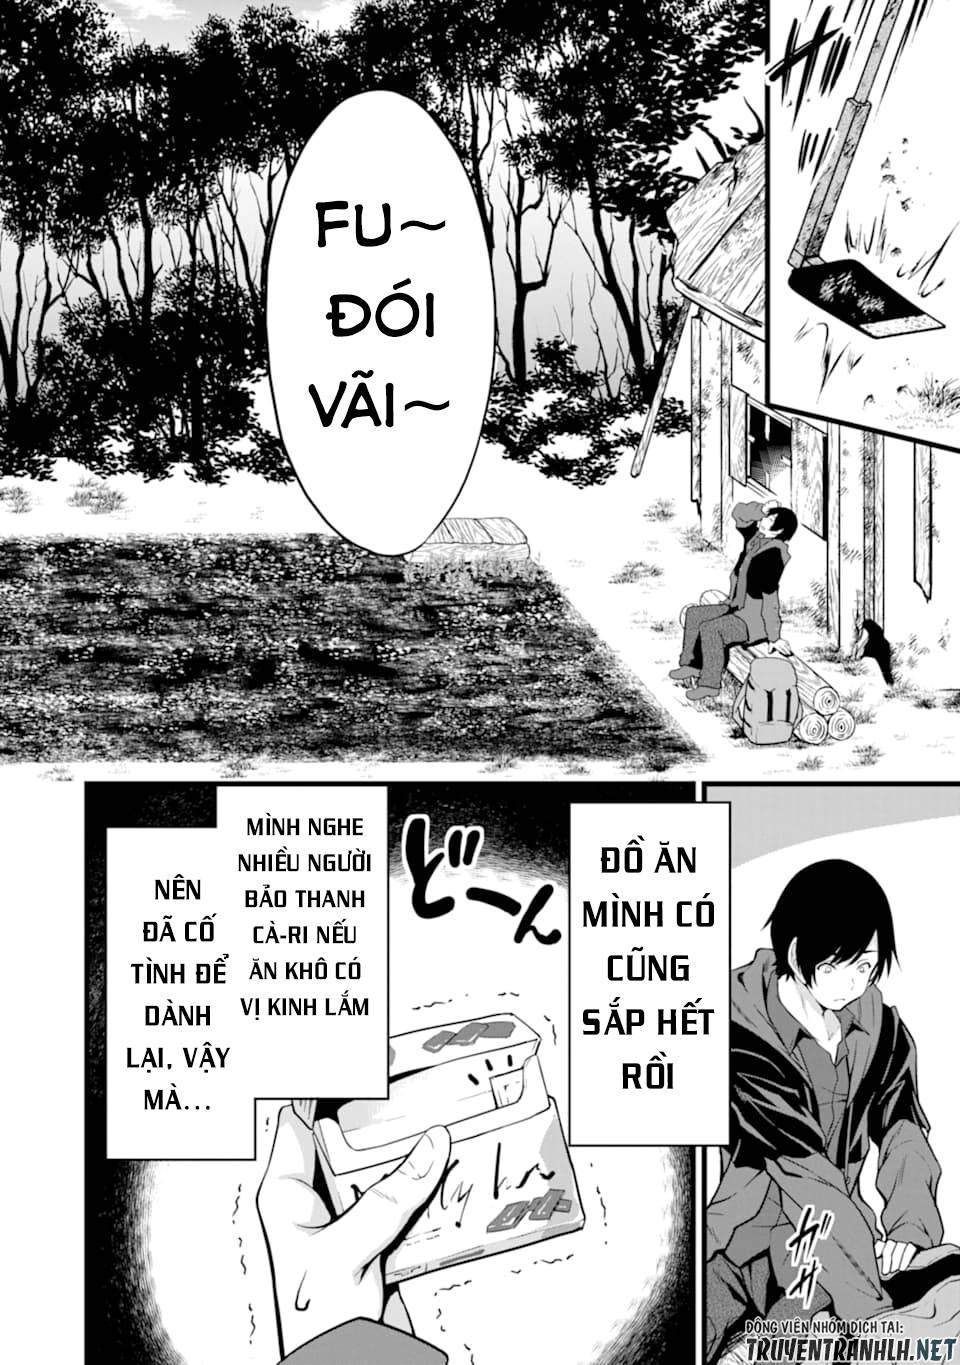 FU~
ĐÓI
VÃI~
ĐỒ ĂN
MÌNH CÓ
CŨNG
SẮP HẾT
RỒI
MÌNH NGHE
NHIỀU NGƯỜI
BẢO THANH
CÀ-RI NẾU
ĂN KHÔ CÓ
VỊ KINH LẮM
NÊN
ĐÃ CỐ
TÌNH ĐỂ
DÀNH
LẠI, VẬY
MÀ...
どーん
ガサ
ĐỘNG VIÊN NHÓM DỊCH TẠI:
TRUYENTRANHLH.NET